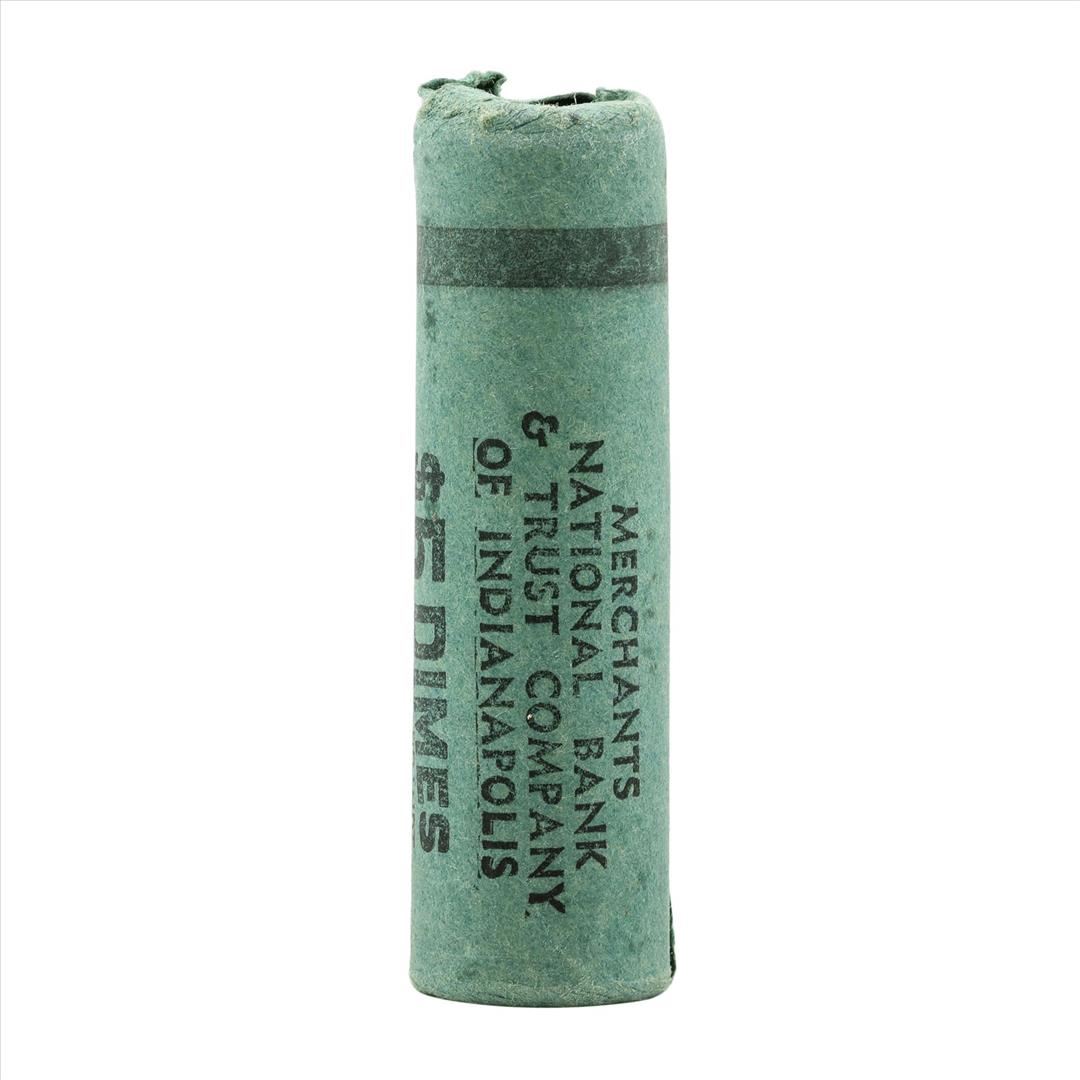 MERCHANTS
NATIONAL BANK
& TRUST COMPANY
OF INDIANAPOLIS
$5 DIMES